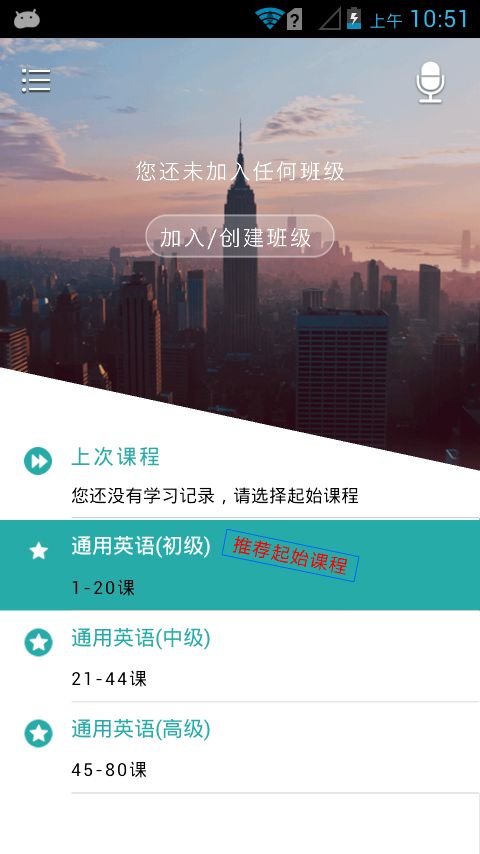 上午 10:51
您还未加入任何班级
加入/创建班级
上次课程
您还没有学习记录，请选择起始课程
通用英语(初级)
推荐起始课程
1-20课
通用英语(中级)
21-44课
通用英语(高级)
45-80课